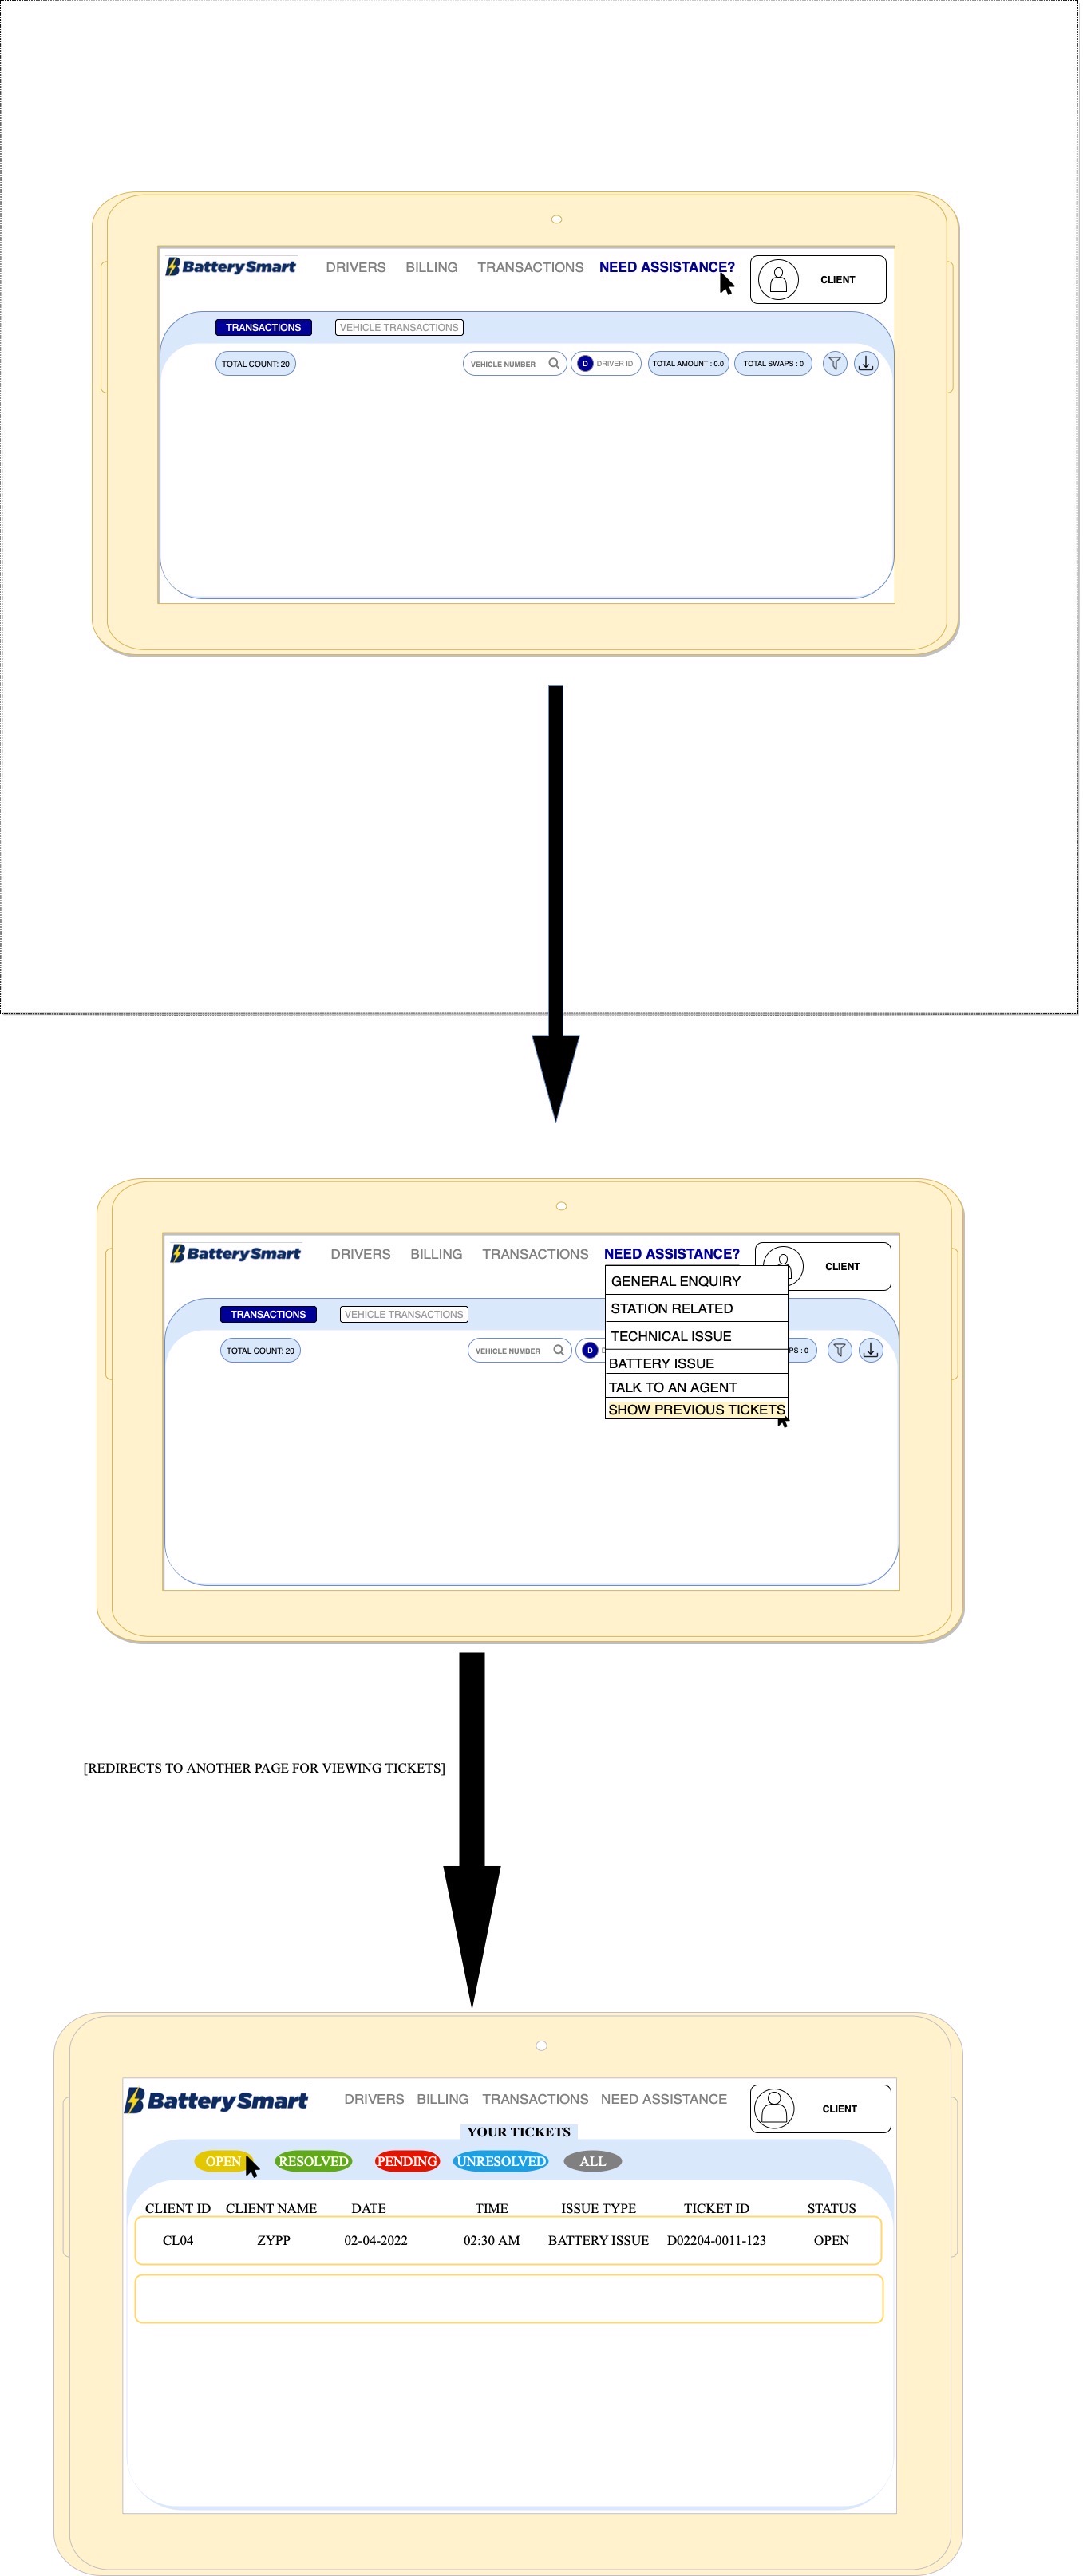 BatterySmart DRIVERS BILLING TRANSACTIONS NEED ASSISTANCE? CLIENT
TRANSACTIONS VEHICLE TRANSACTIONS
TOTAL COUNT: 20 VEHICLE NUMBER D DRIVER ID TOTAL AMOUNT : 0.0 TOTAL SWAPS : 0
BatterySmart DRIVERS BILLING TRANSACTIONS NEED ASSISTANCE? CLIENT
GENERAL ENQUIRY
TRANSACTIONS VEHICLE TRANSACTIONS STATION RELATED
TECHNICAL ISSUE
TOTAL COUNT: 20 VEHICLE NUMBER D PS : 0
BATTERY ISSUE
TALK TO AN AGENT
SHOW PREVIOUS TICKETS
[REDIRECTS TO ANOTHER PAGE FOR VIEWING TICKETS]
BatterySmart DRIVERS BILLING TRANSACTIONS NEED ASSISTANCE CLIENT
YOUR TICKETS
OPEN RESOLVED PENDING UNRESOLVED ALL
CLIENT ID CLIENT NAME DATE TIME ISSUE TYPE TICKET ID STATUS
CL04 ZYPP 02-04-2022 02:30 AM BATTERY ISSUE D02204-0011-123 OPEN